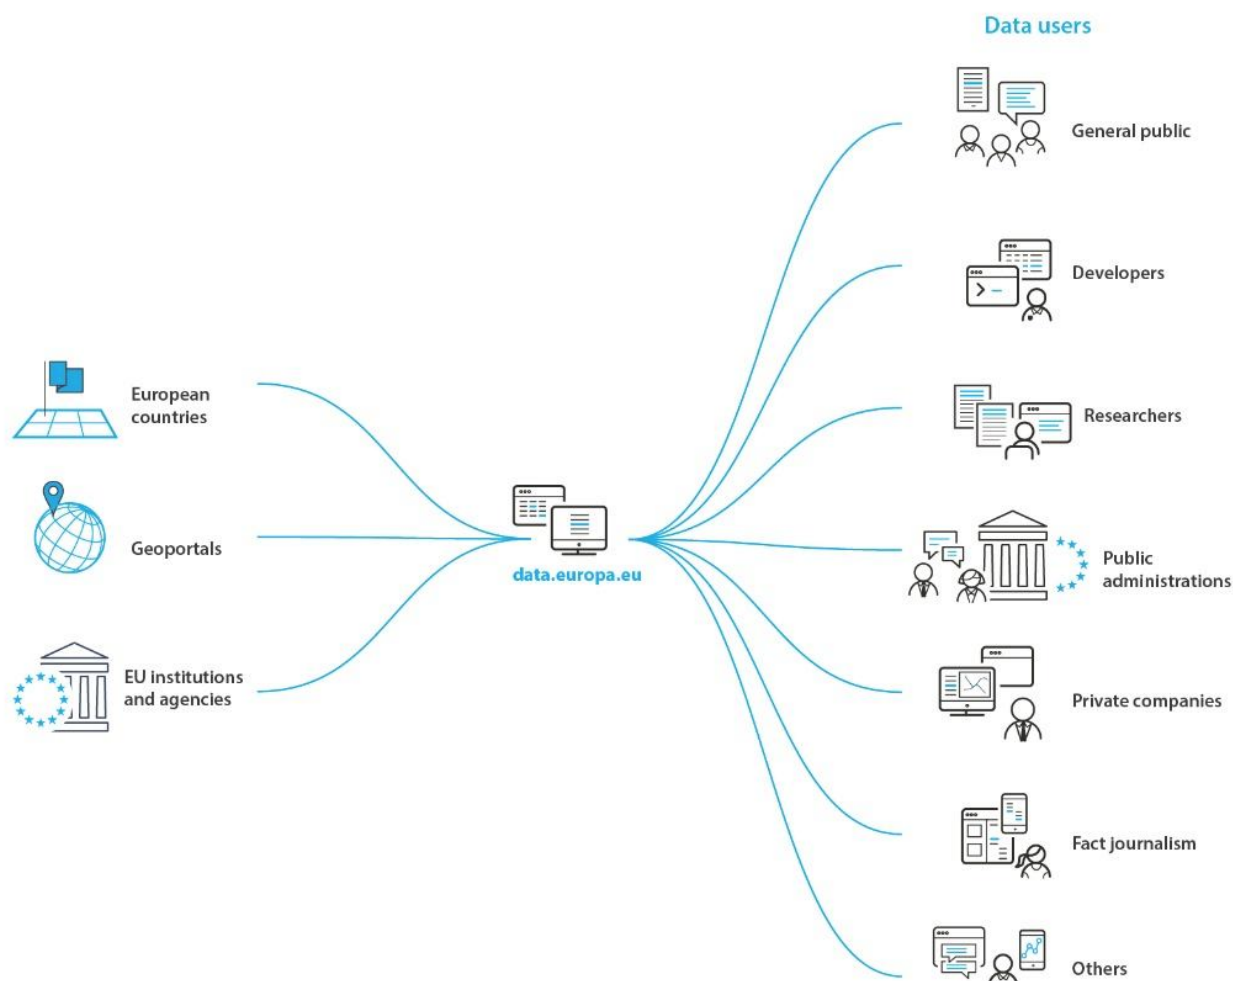 Data users
General public
Developers
European
countries
Researchers
Geoportals
data.europa.eu
Public
administrations
EU institutions
and agencies
Private companies
Fact journalism
Others